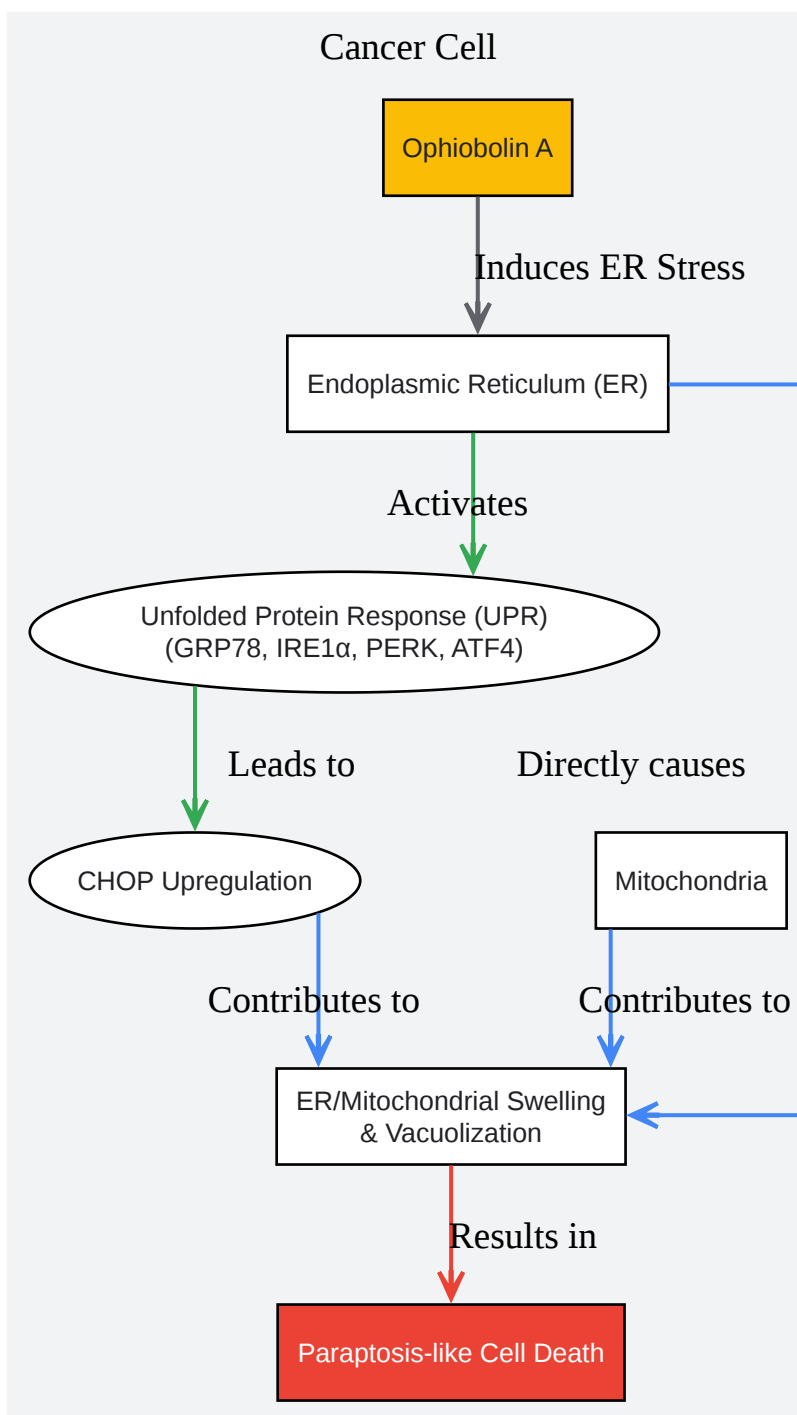 Cancer Cell
Ophiobolin A
Induces ER Stress
Endoplasmic Reticulum (ER)
Activates
Unfolded Protein Response (UPR)
(GRP78, IRE1α, PERK, ATF4)
Leads to
Directly causes
CHOP Upregulation
Mitochondria
Contributes to
Contributes to
ER/Mitochondrial Swelling
& Vacuolization
Results in
Paraptosis-like Cell Death